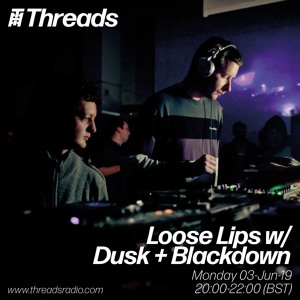 Threads
Loose Lips w/
Dusk + Blackdown
Monday 03-Jun-19
www.threadsradio.com
20:00-22:00 (BST)